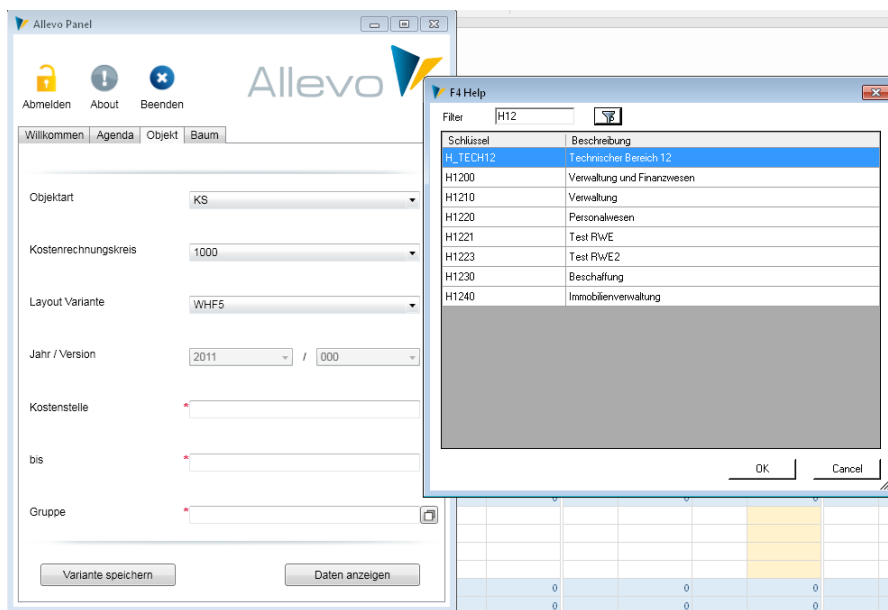 Allevo Panel
Abmelden About Beenden
Allevo
Willkommen Agenda Objekt Baum
Objektart KS
Kostenrechnungskreis 1000
Layout Variante WHF5
Jahr / Version 2011 / 000
Kostenstelle *
bis *
Gruppe *
Variante speichern Daten anzeigen
F4 Help
Filter H12
Schlüssel Beschreibung
H_TECH12 Technischer Bereich 12
H1200 Verwaltung und Finanzwesen
H1210 Verwaltung
H1220 Personalwesen
H1221 Test RWE
H1223 Test RWE2
H1230 Beschaffung
H1240 Immobilienverwaltung
OK Cancel
0 0 0
0 0 0
0 0 0